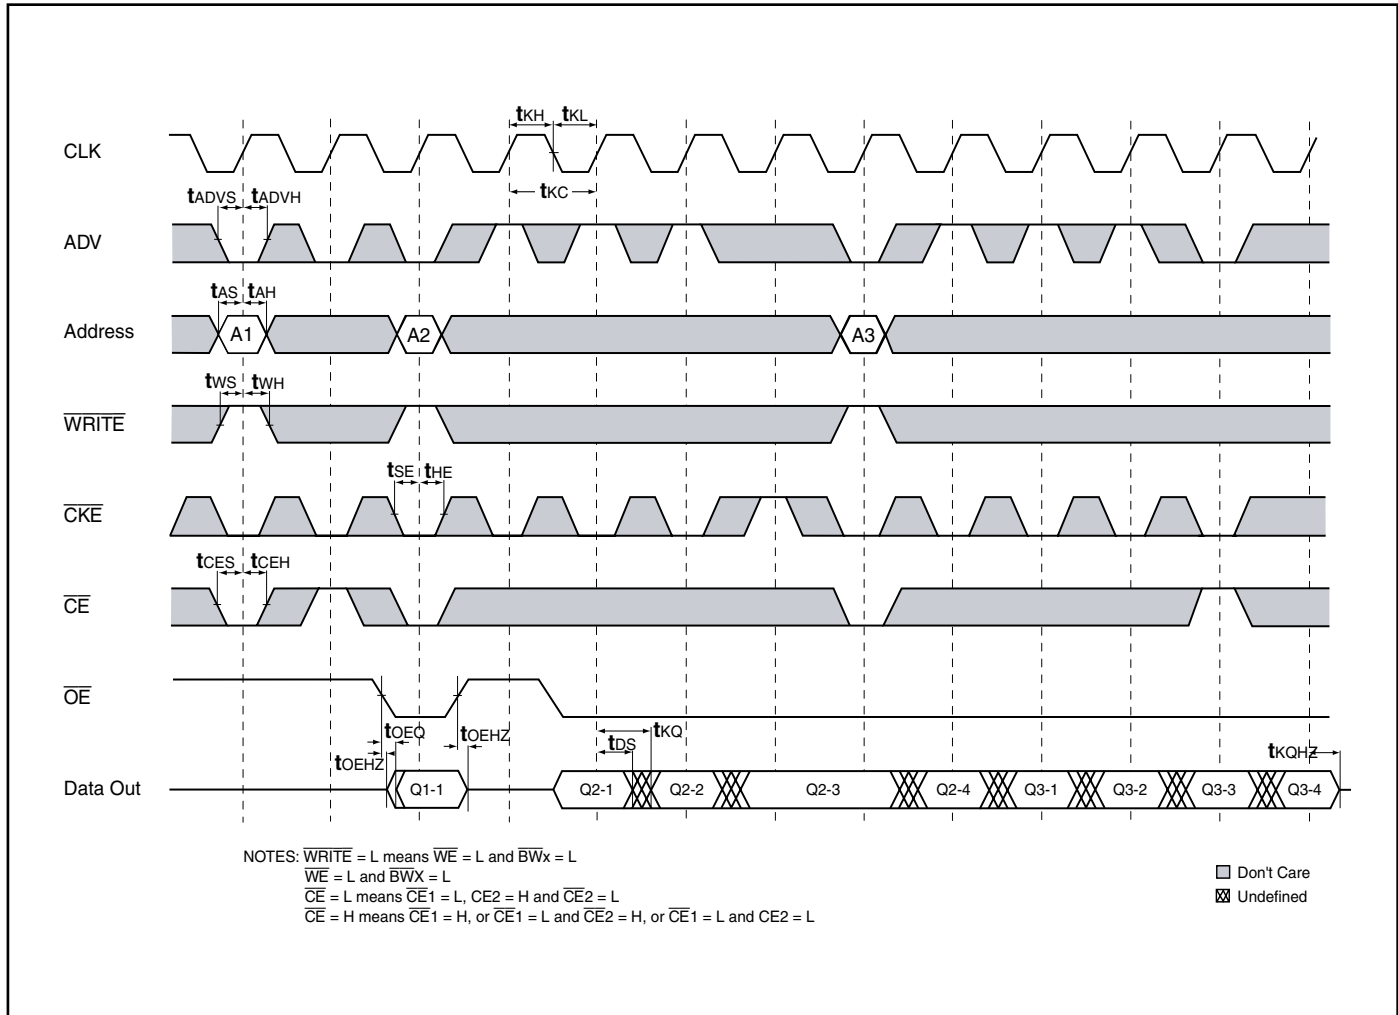 tKH tKL
CLK
tKC
tADVS tADVH
ADV
tAS tAH
Address A1 A2 A3
tWS tWH
WRITE
tSE tHE
CKE
tCES tCEH
CE
OE
tOEQ tOEHZ tKQ
tDS
tOEHZ tKQHZ
Data Out Q1-1 Q2-1 Q2-2 Q2-3 Q2-4 Q3-1 Q3-2 Q3-3 Q3-4
NOTES: WRITE = L means WE = L and BWx = L
WE = L and BWX = L
CE = L means CE1 = L, CE2 = H and CE2 = L
CE = H means CE1 = H, or CE1 = L and CE2 = H, or CE1 = L and CE2 = L
Don't Care
Undefined